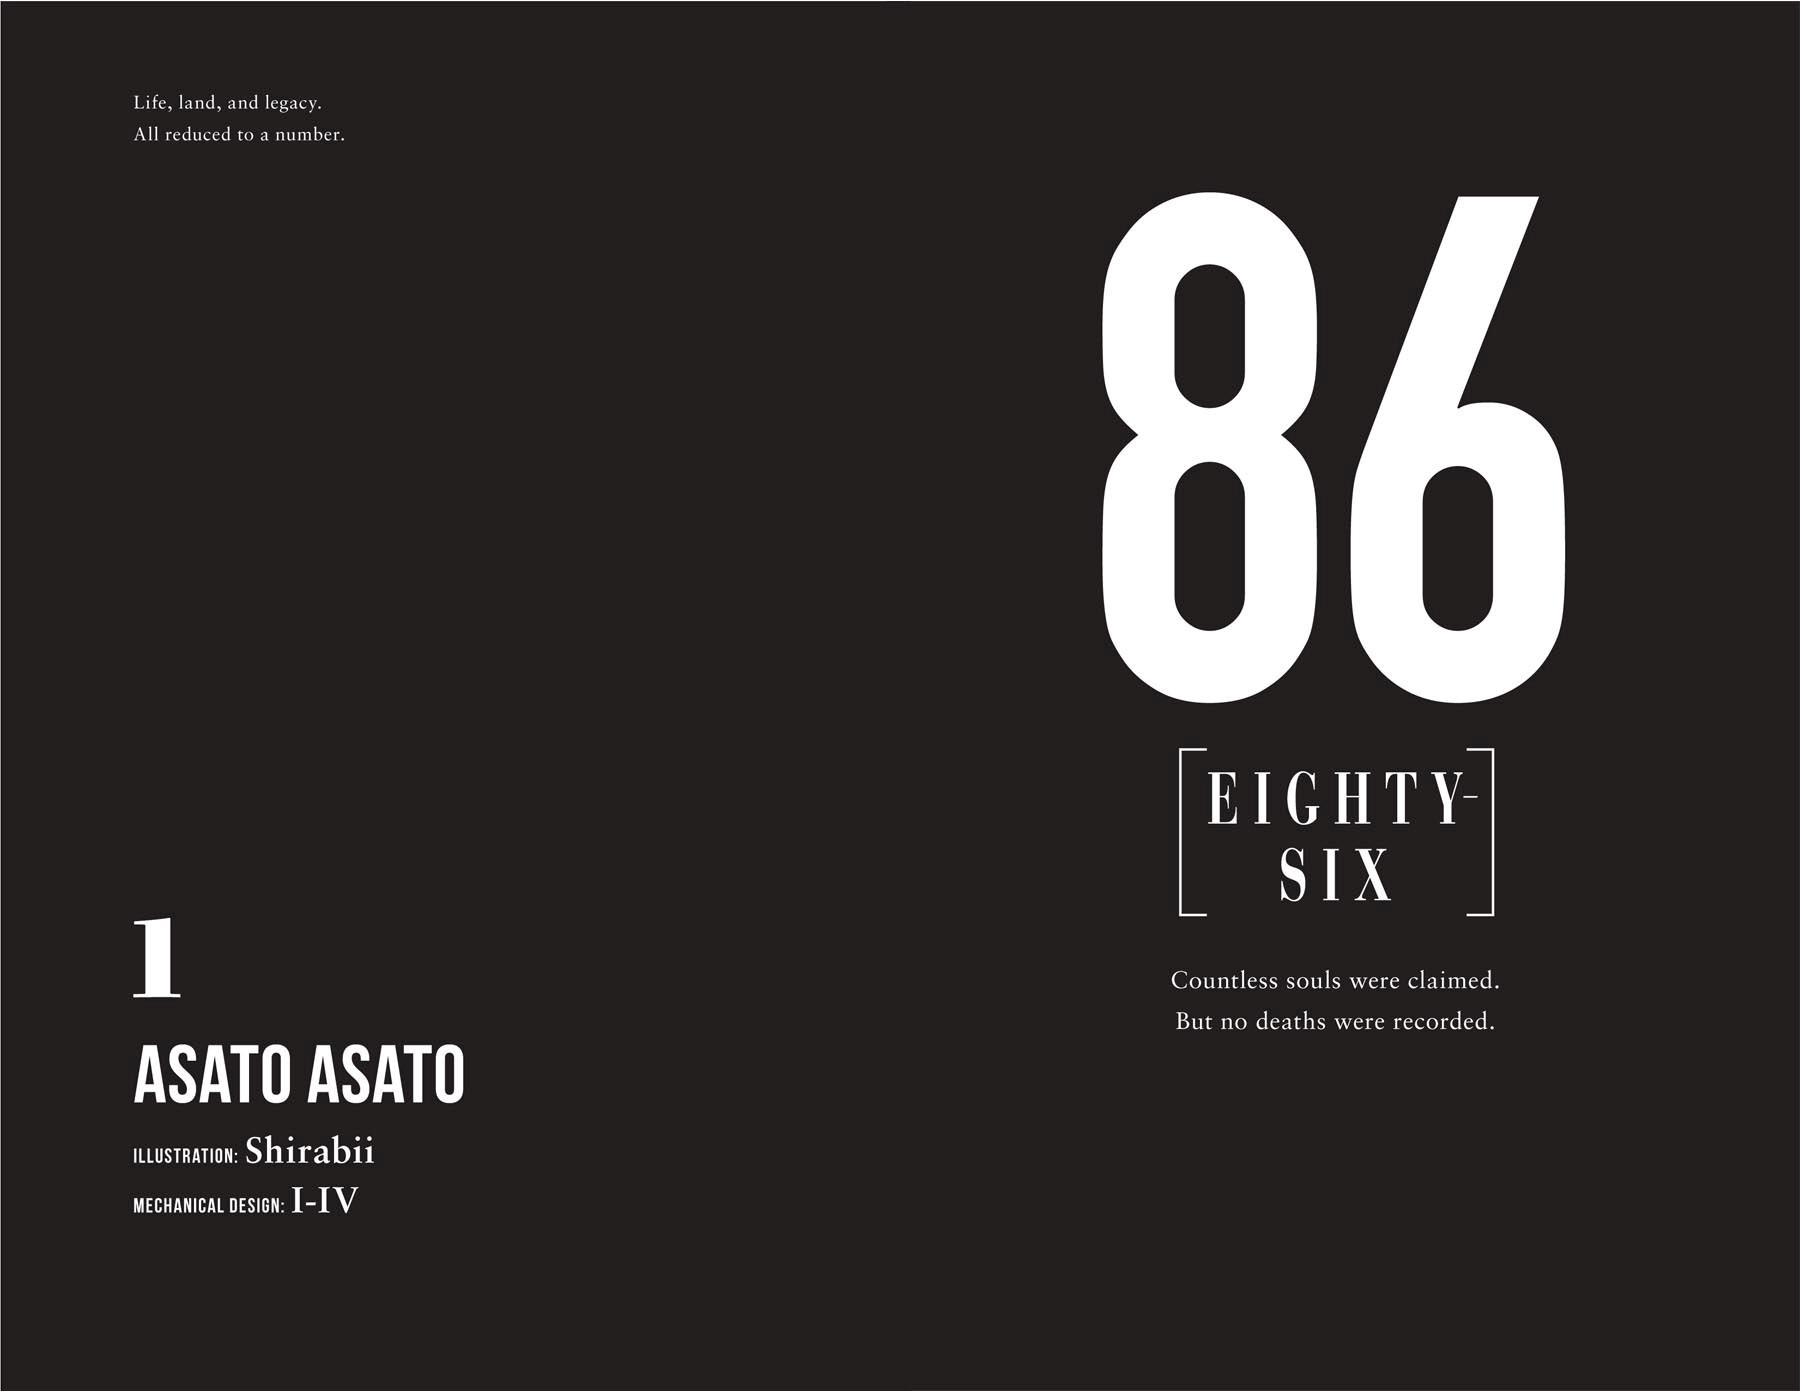 Life, land, and legacy.
All reduced to a number.
1
ASATO ASATO
ILLUSTRATION: Shirabii
MECHANICAL DESIGN: I-IV
86
EIGHTY-
SIX
Countless souls were claimed.
But no deaths were recorded.